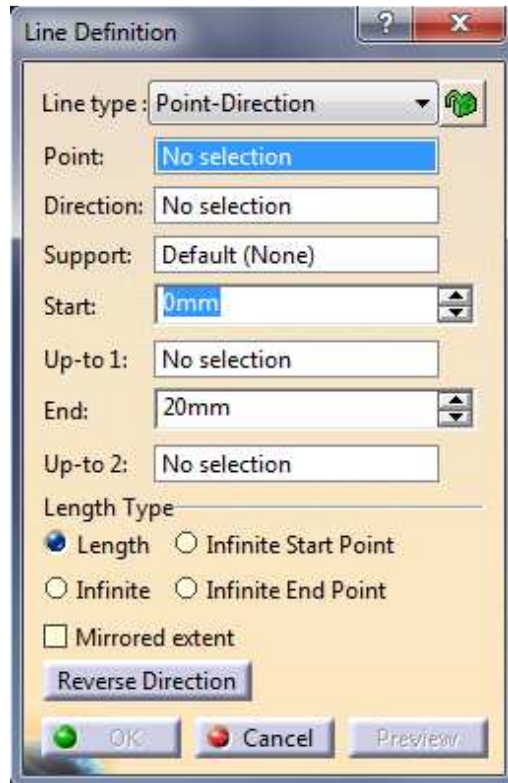 Line Definition ? X
Line type : Point-Direction
Point: No selection
Direction: No selection
Support: Default (None)
Start: 0mm
Up-to 1: No selection
End: 20mm
Up-to 2: No selection
Length Type
Length Infinite Start Point
Infinite Infinite End Point
Mirrored extent
Reverse Direction
OK Cancel Preview